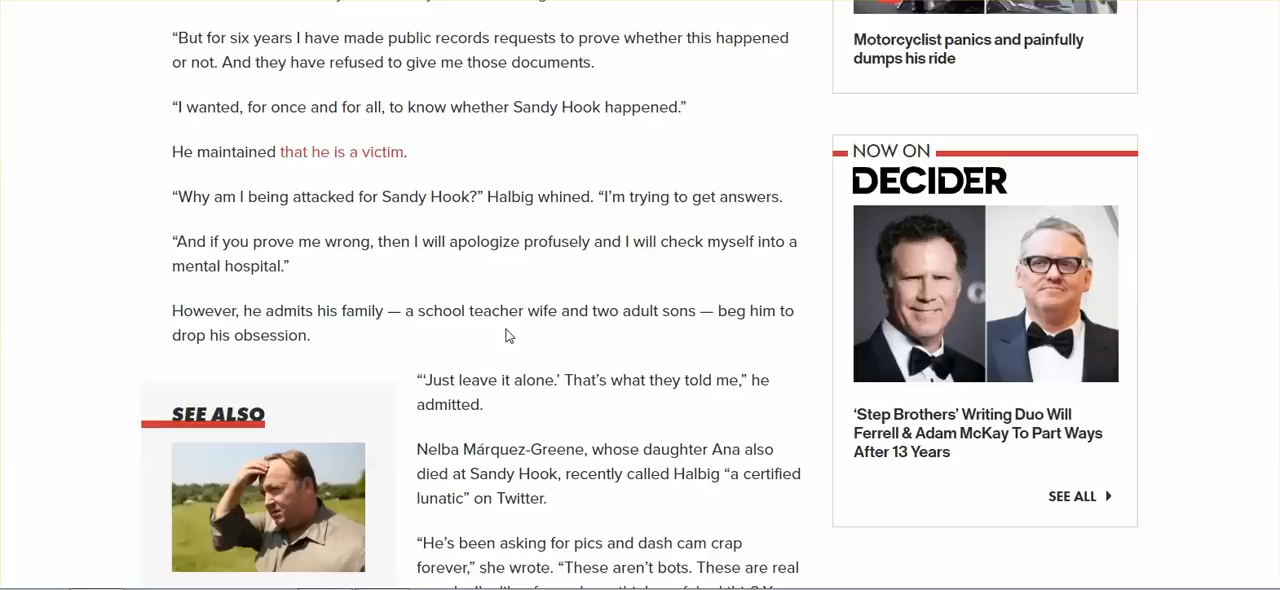 “But for six years I have made public records requests to prove whether this happened
or not. And they have refused to give me those documents.
“I wanted, for once and for all, to know whether Sandy Hook happened.”
He maintained that he is a victim.
“Why am I being attacked for Sandy Hook?” Halbig whined. “I’m trying to get answers.
“And if you prove me wrong, then I will apologize profusely and I will check myself into a
mental hospital.”
However, he admits his family — a school teacher wife and two adult sons — beg him to
drop his obsession.
SEE ALSO
“‘Just leave it alone.’ That’s what they told me,” he
admitted.
Nelba Márquez-Greene, whose daughter Ana also
died at Sandy Hook, recently called Halbig “a certified
lunatic” on Twitter.
“He’s been asking for pics and dash cam crap
forever,” she wrote. “These aren’t bots. These are real
Motorcyclist panics and painfully
dumps his ride
NOW ON
DECIDER
‘Step Brothers’ Writing Duo Will
Ferrell & Adam McKay To Part Ways
After 13 Years
SEE ALL